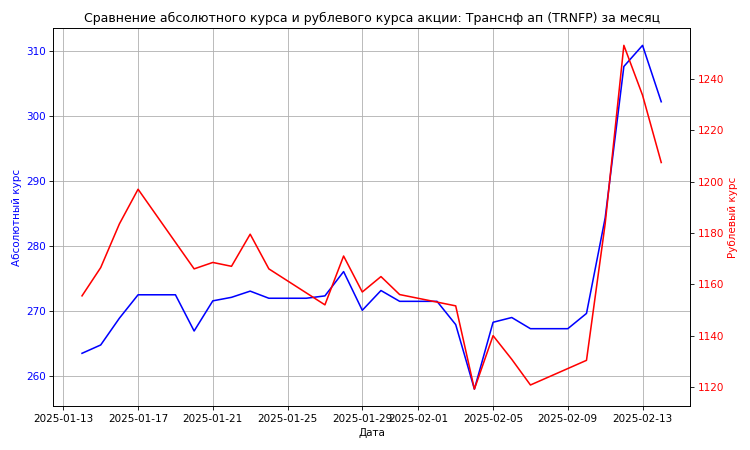 Сравнение абсолютного курса и рублевого курса акции: Транснф ап (TRNFP) за месяц
Абсолютный курс
310
300
290
280
270
260
1240
1220
1200
1180
1160
1140
1120
Рублевый курс
2025-01-13 2025-01-17 2025-01-21 2025-01-25 2025-01-29 2025-02-01 2025-02-05 2025-02-09 2025-02-13
Дата